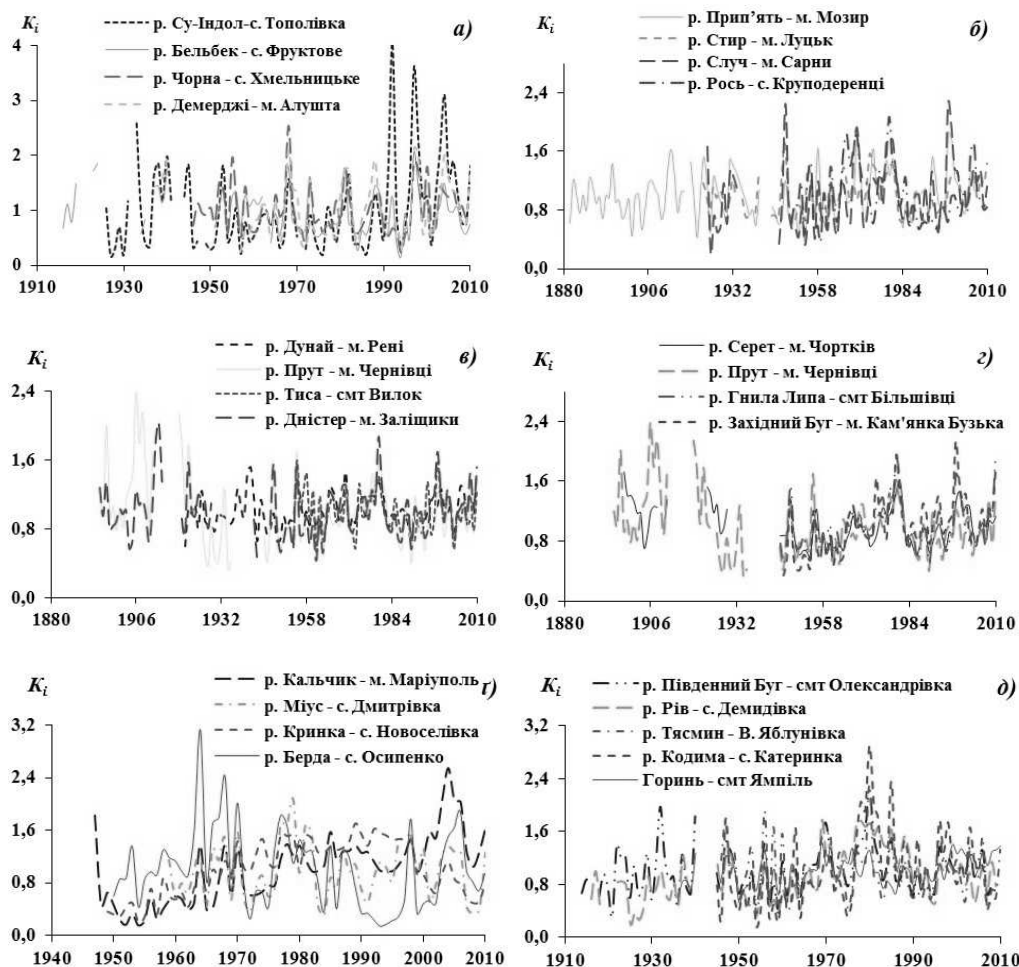 Kᵢ
р. Су-Індол-с. Тополівка
р. Бельбек - с. Фруктове
р. Чорна - с. Хмельницьке
р. Демерджі - м. Алушта
а)
4
3
2
1
0
1910 1930 1950 1970 1990 2010
Kᵢ
р. Прип’ять - м. Мозир
р. Стир - м. Луцьк
р. Случ - м. Сарни
р. Рось - с. Круподеренці
б)
2,4
1,6
0,8
0,0
1880 1906 1932 1958 1984 2010
Kᵢ
р. Дунай - м. Рені
р. Прут - м. Чернівці
р. Тиса - смт Вилок
р. Дністер - м. Заліщики
в)
2,4
1,6
0,8
0,0
1880 1906 1932 1958 1984 2010
Kᵢ
р. Серет - м. Чортків
р. Прут - м. Чернівці
р. Гнила Липа - смт Більшівці
р. Західний Буг - м. Кам'янка Бузька
г)
2,4
1,6
0,8
0,0
1880 1906 1932 1958 1984 2010
Kᵢ
р. Кальчик - м. Маріуполь
р. Міус - с. Дмитрівка
р. Кринка - с. Новоселівка
р. Берда - с. Осипенко
ґ)
3,2
2,4
1,6
0,8
0,0
1940 1950 1960 1970 1980 1990 2000 2010
Kᵢ
р. Південний Буг - смт Олександрівка
р. Рів - с. Демидівка
р. Тясмин - В. Яблунівка
р. Кодима - с. Катеринка
Горинь - смт Ямпіль
д)
3,2
2,4
1,6
0,8
0,0
1910 1930 1950 1970 1990 2010